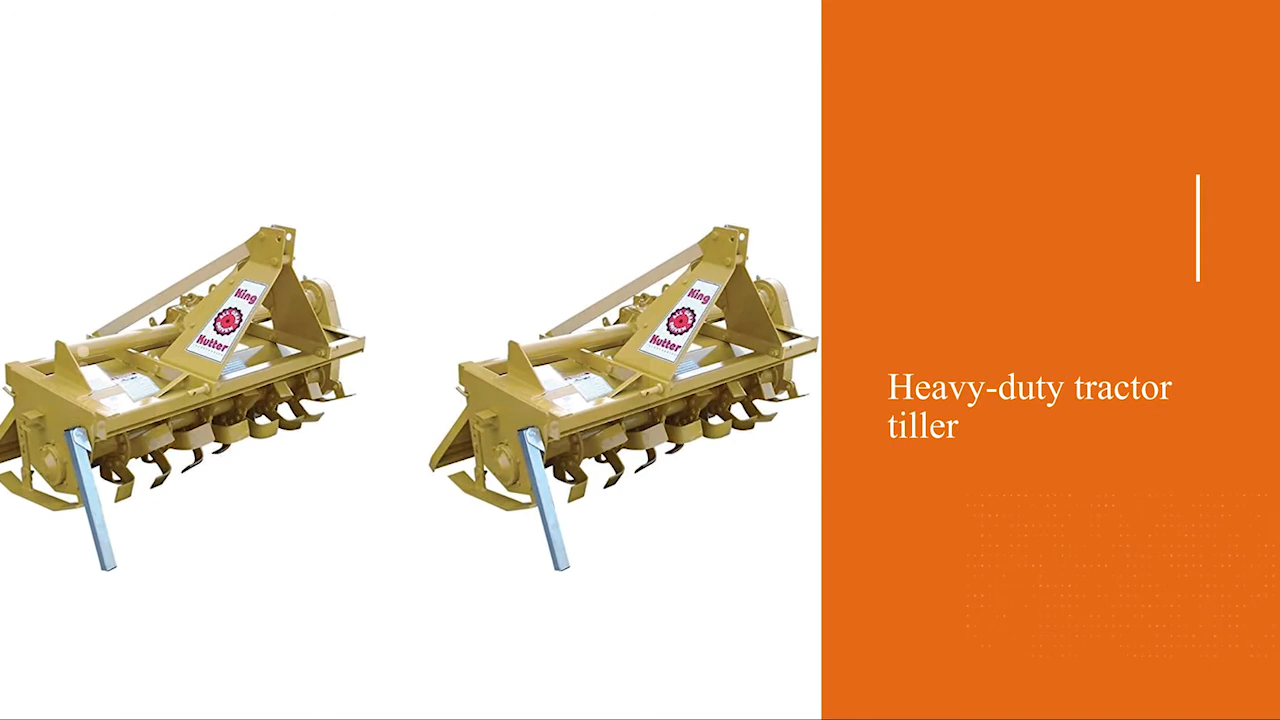 King
Kutter
King
Kutter
Heavy-duty tractor
tiller